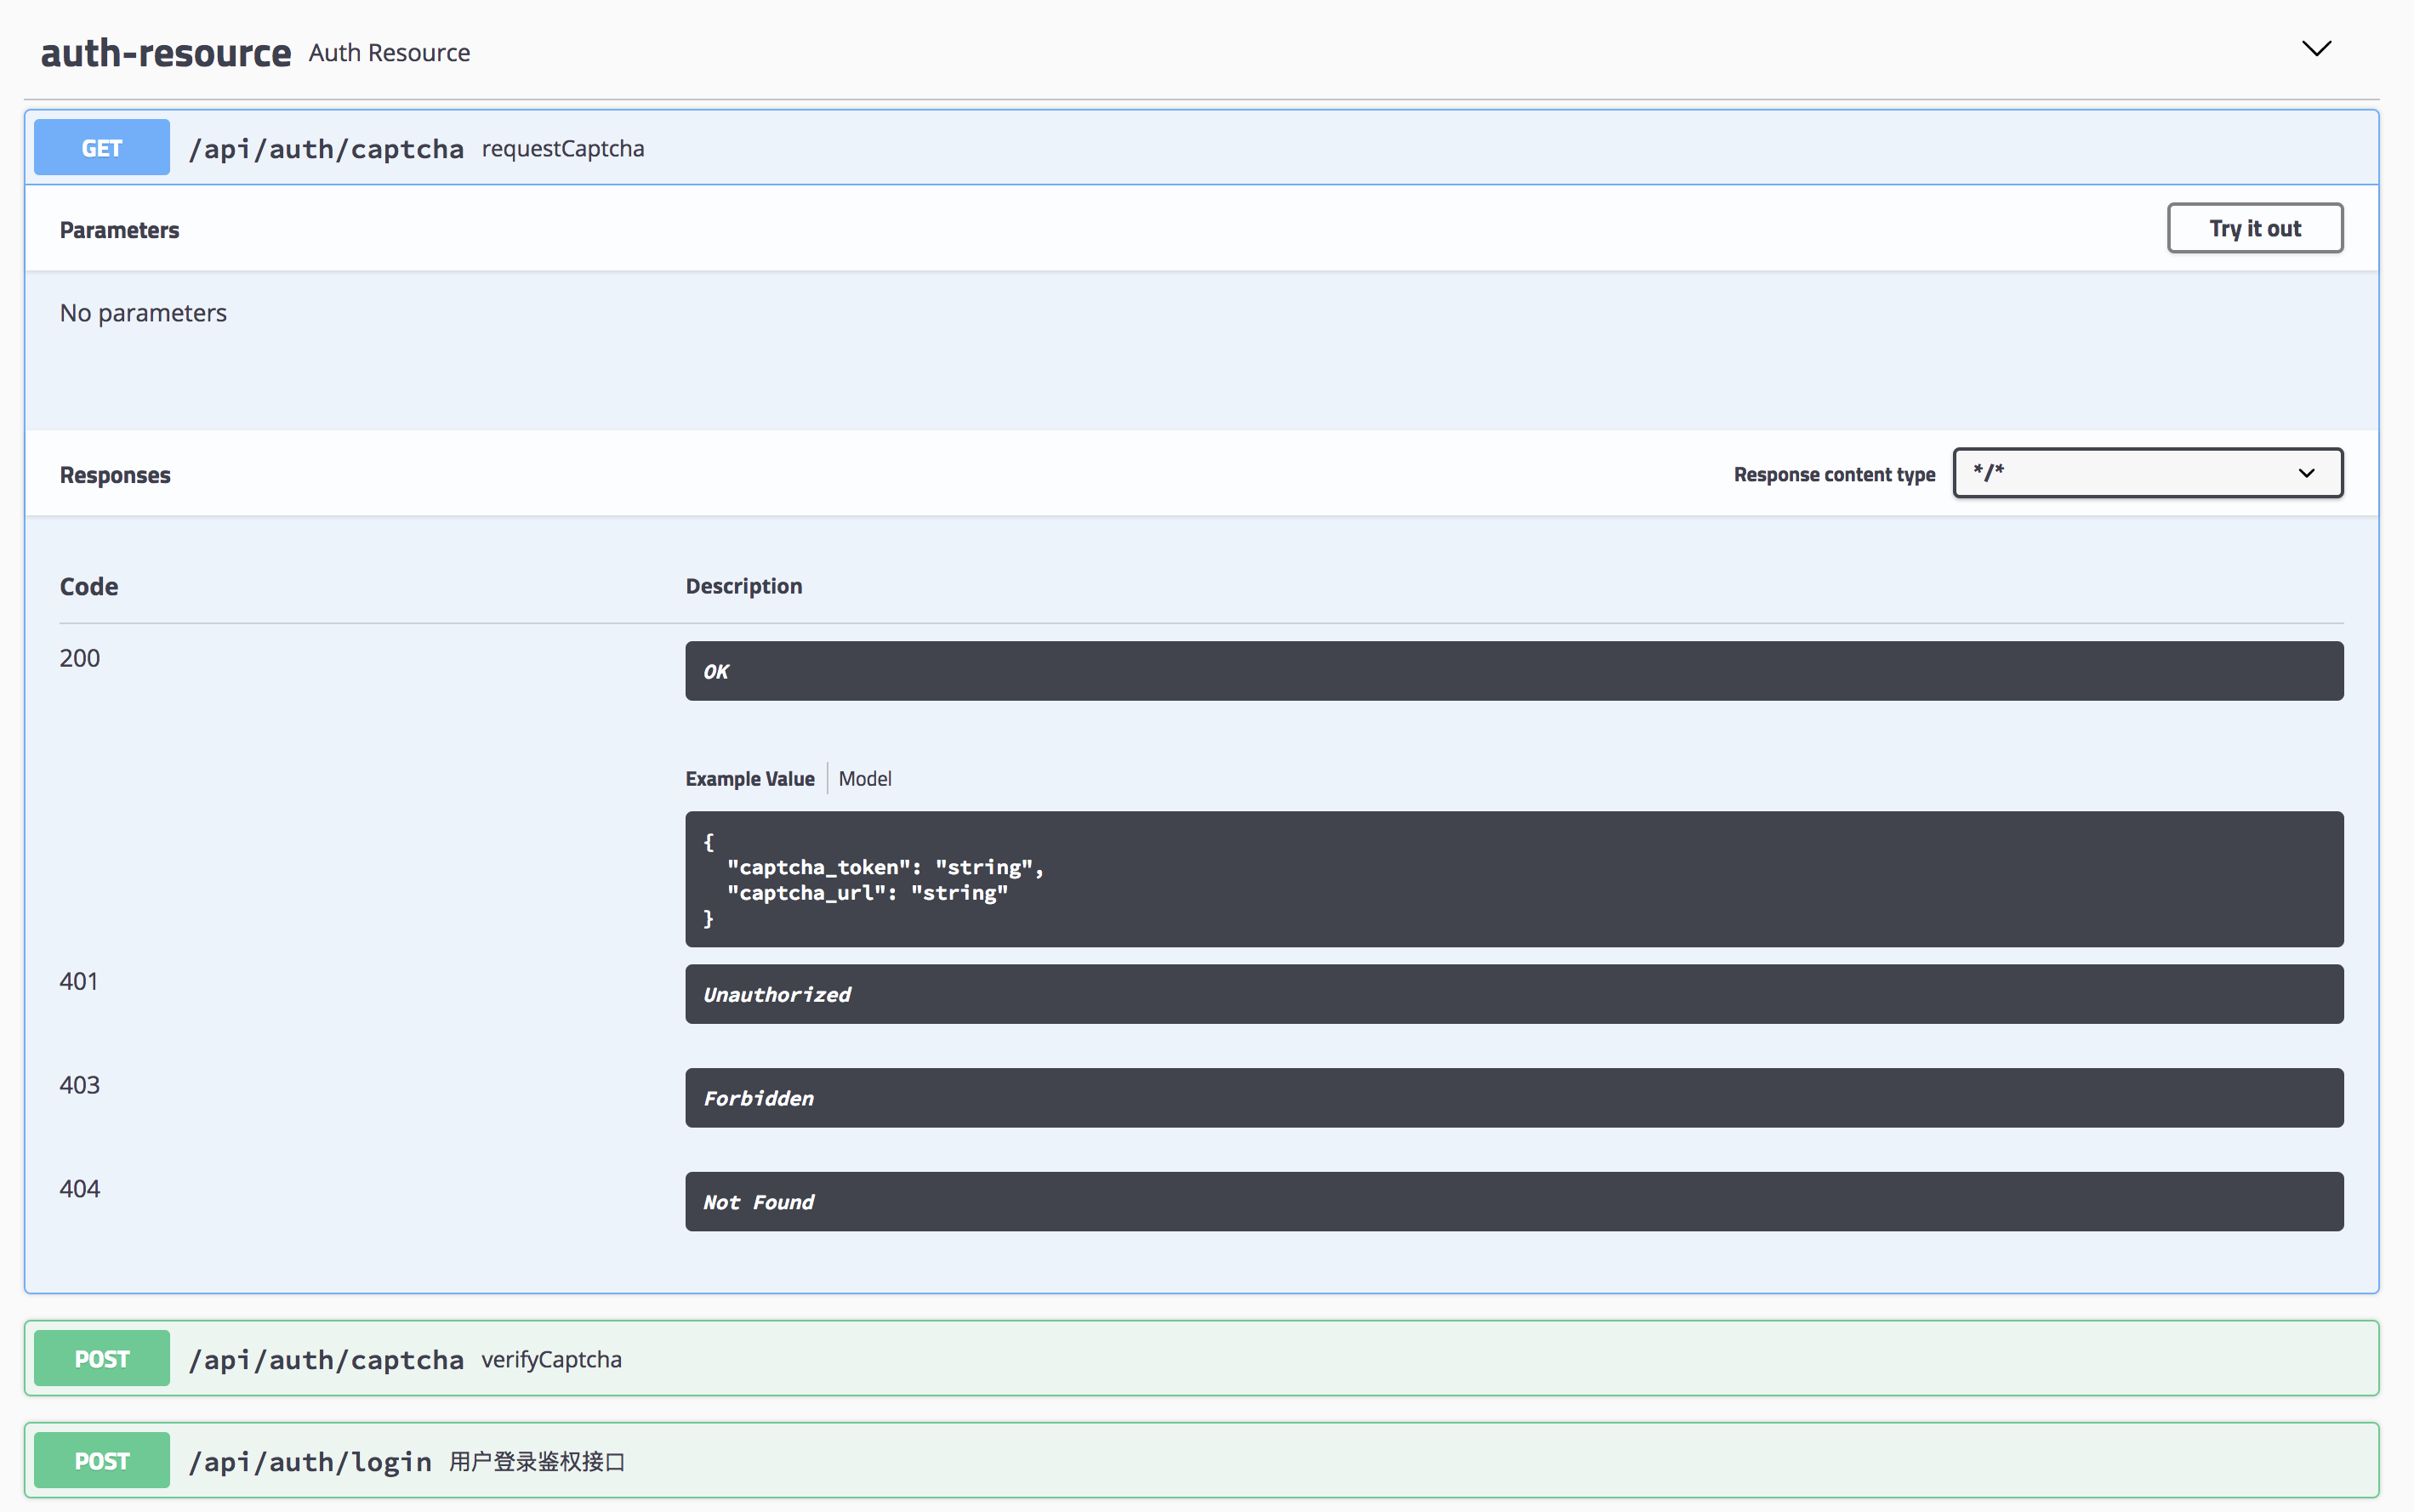 auth-resource Auth Resource
GET /api/auth/captcha requestCaptcha
Parameters Try it out
No parameters
Responses Response content type */*
Code Description
200 OK
Example Value Model
{
"captcha_token": "string",
"captcha_url": "string"
}
401 Unauthorized
403 Forbidden
404 Not Found
POST /api/auth/captcha verifyCaptcha
POST /api/auth/login 用户登录鉴权接口